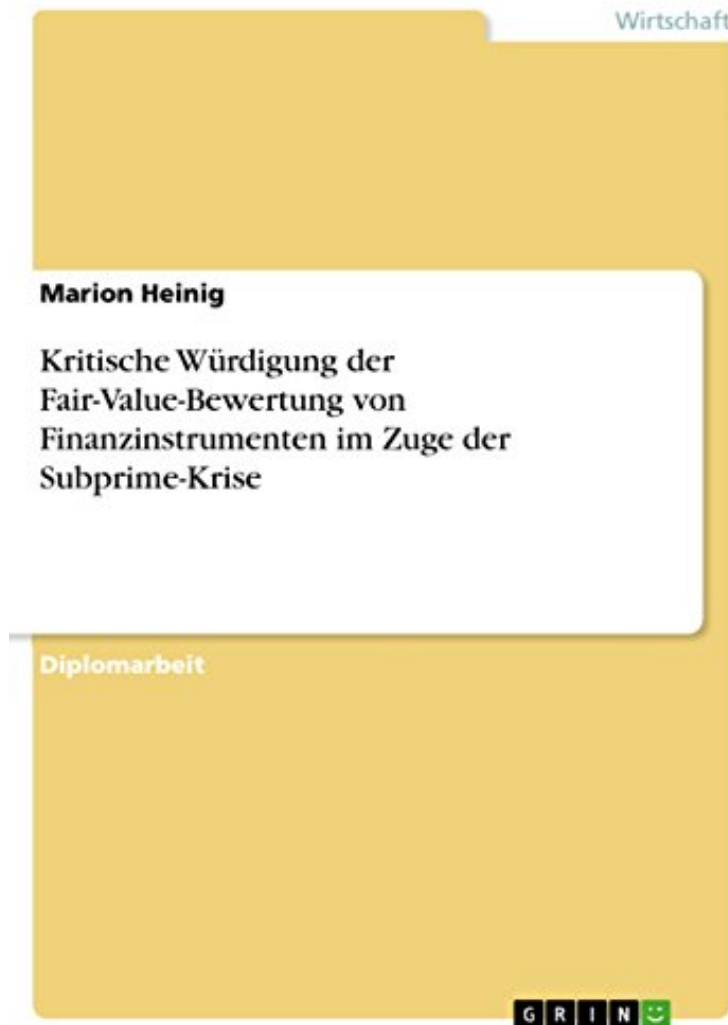 Wirtschaft
Marion Heinig
Kritische Würdigung der
Fair-Value-Bewertung von
Finanzinstrumenten im Zuge der
Subprime-Krise
Diplomarbeit
GRIN